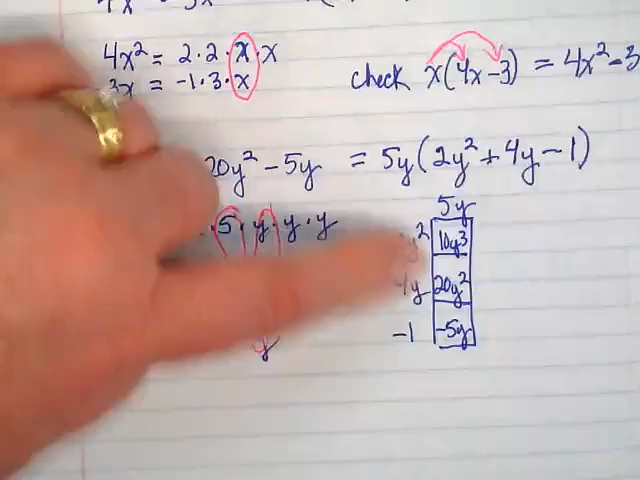 4x² = 2·2·x·x
3x = -1·3·x
check x(4x-3) = 4x²-3
20y² - 5y = 5y(2y² + 4y - 1)
·5·y·y·y
5y
y² 10y³
4y 20y²
-1 -5y
y